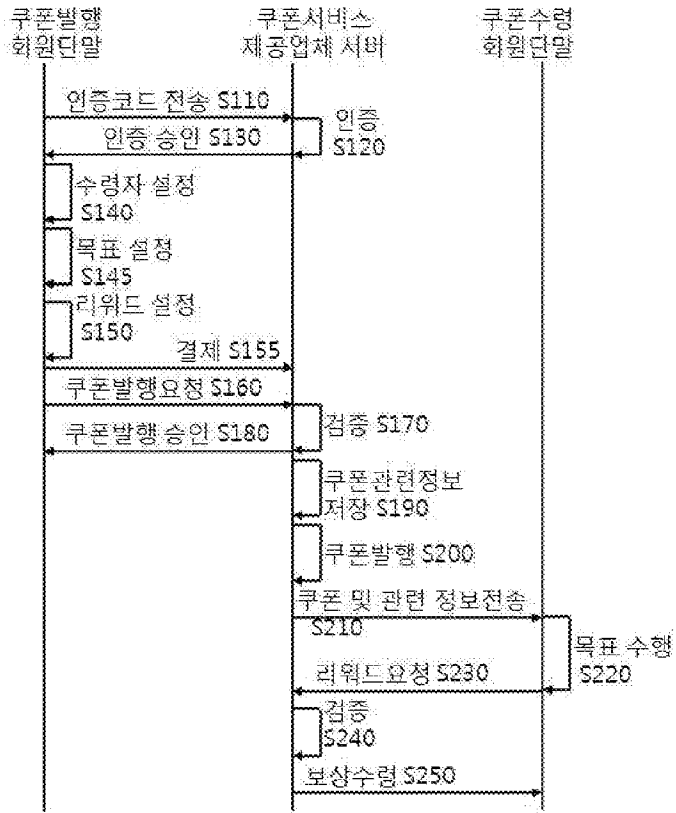 쿠폰발행
회원단말
쿠폰서비스
제공업체 서버
쿠폰수령
회원단말
인증코드 전송 S110
인증
S120
인증 승인 S130
수령자 설정
S140
목표 설정
S145
리워드 설정
S150
결제 S155
쿠폰발행요청 S160
검증 S170
쿠폰발행 승인 S180
쿠폰관련정보
저장 S190
쿠폰발행 S200
쿠폰 및 관련 정보전송
S210
목표 수행
S220
리워드요청 S230
검증
S240
보상수령 S250